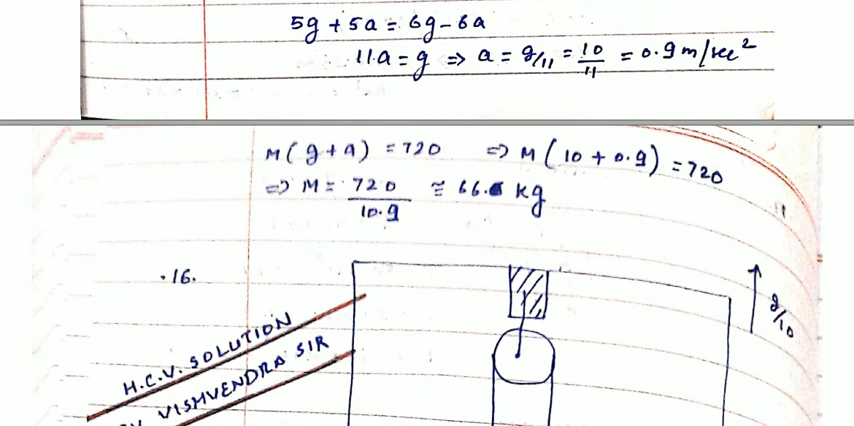 5g + 5a = 6g - 6a
11a = g ⇒ a = g/11 = 10/11 = 0.9 m/sec²
M(g+a) = 720 ⇒ M(10 + 0.9) = 720
⇒ M = 720/10.9 ≅ 66. kg
.16.
g/10
H.C.V. SOLUTION
VISHVENDRA SIR